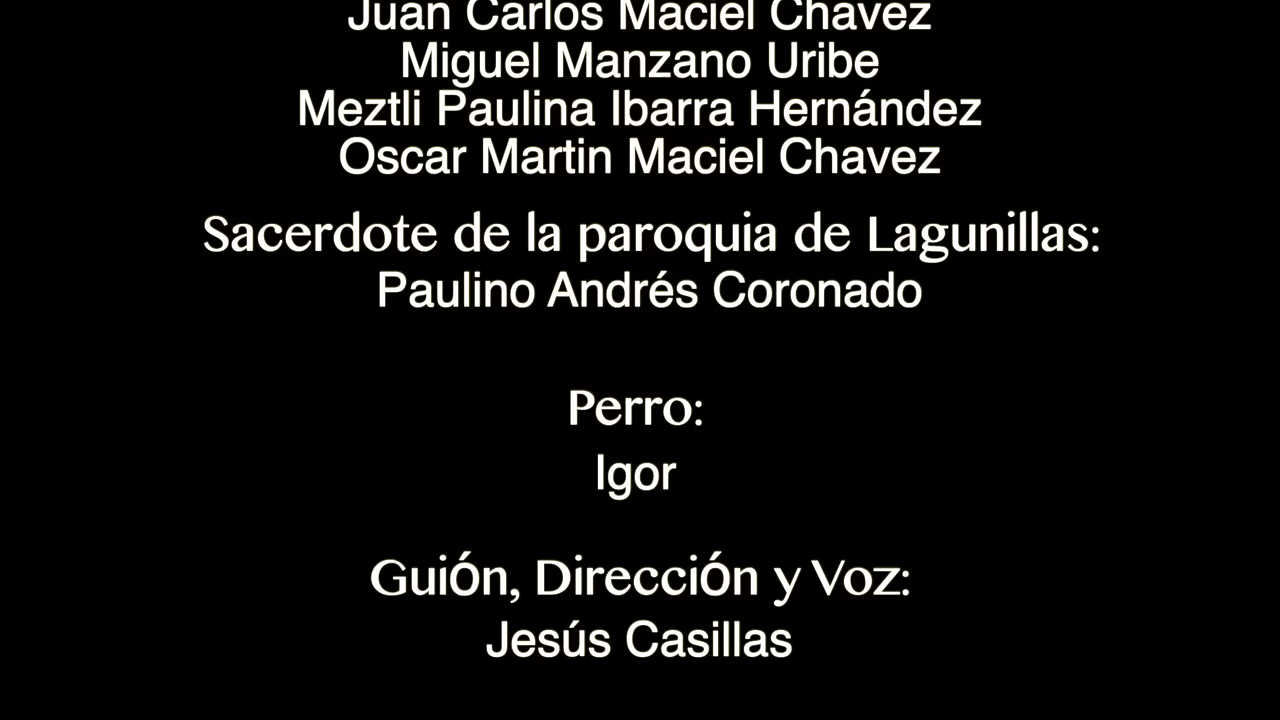 Juan Carlos Maciel Chavez
Miguel Manzano Uribe
Meztli Paulina Ibarra Hernández
Oscar Martin Maciel Chavez
Sacerdote de la paroquia de Lagunillas:
Paulino Andrés Coronado
Perro:
Igor
Guión, Dirección y Voz:
Jesús Casillas